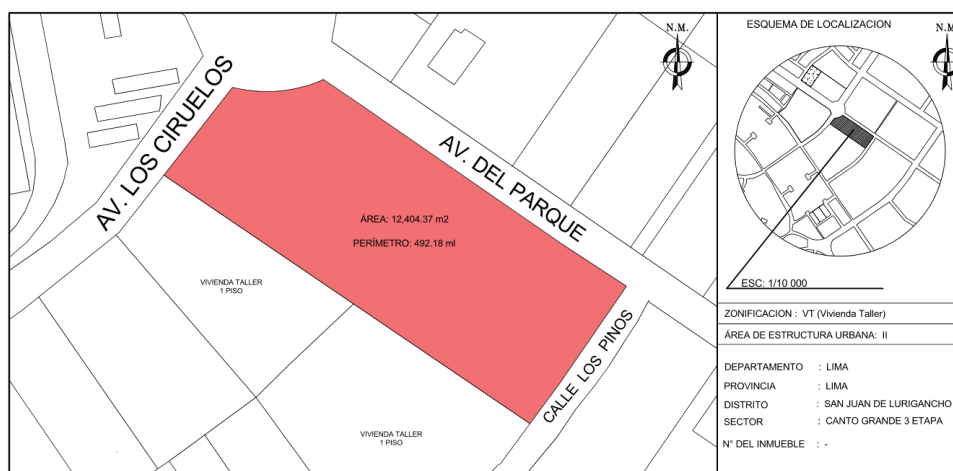 AV. LOS CIRUELOS
AV. DEL PARQUE
N.M.
ÁREA: 12,404.37 m2
PERÍMETRO: 492.18 ml
VIVIENDA TALLER
1 PISO
CALLE LOS PINOS
VIVIENDA TALLER
1 PISO
ESQUEMA DE LOCALIZACION
N.M.
ESC: 1/10 000
ZONIFICACION : VT (Vivienda Taller)
ÁREA DE ESTRUCTURA URBANA: II
DEPARTAMENTO : LIMA
PROVINCIA : LIMA
DISTRITO : SAN JUAN DE LURIGANCHO
SECTOR : CANTO GRANDE 3 ETAPA
N° DEL INMUEBLE : -